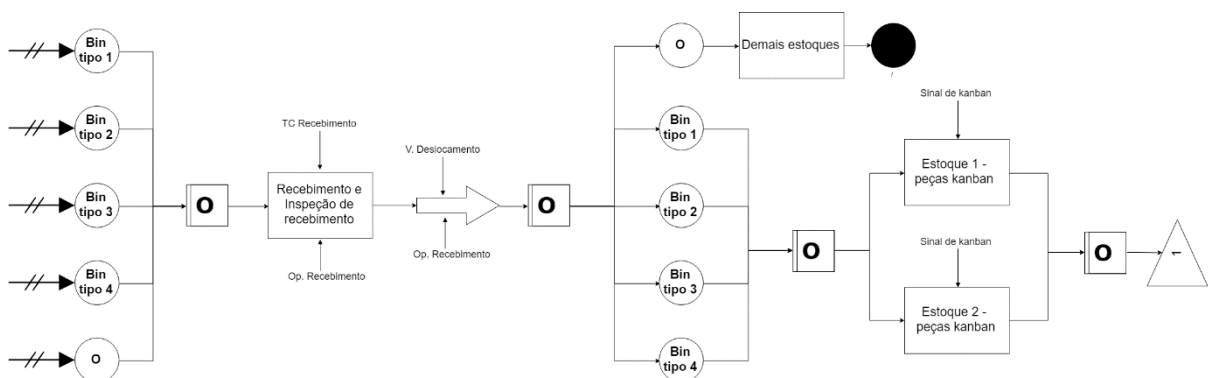 Bin
tipo 1
Bin
tipo 2
Bin
tipo 3
Bin
tipo 4
O
O
TC Recebimento
Recebimento e
Inspeção de
recebimento
Op. Recebimento
V. Deslocamento
Op. Recebimento
O
O
Demais estoques
Bin
tipo 1
Bin
tipo 2
Bin
tipo 3
Bin
tipo 4
O
Sinal de kanban
Estoque 1 -
peças kanban
Sinal de kanban
Estoque 2 -
peças kanban
O
1